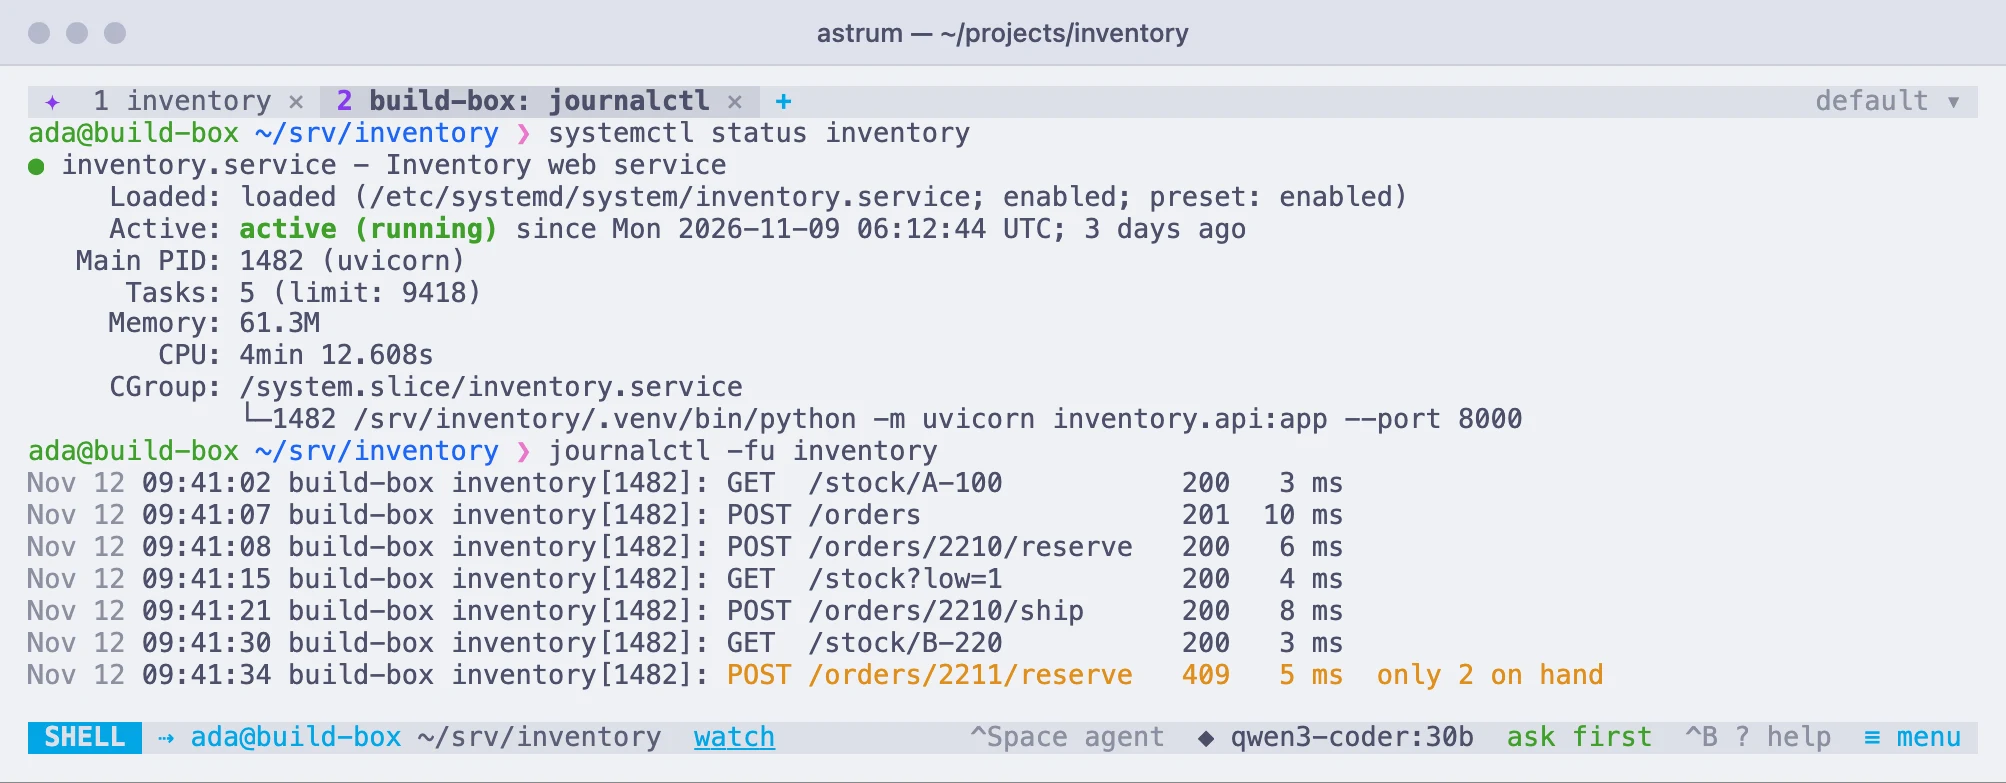 astrum — ~/projects/inventory
✦ 1 inventory × 2 build-box: journalctl × + default ▾
ada@build-box ~/srv/inventory ❯ systemctl status inventory
● inventory.service - Inventory web service
Loaded: loaded (/etc/systemd/system/inventory.service; enabled; preset: enabled)
Active: active (running) since Mon 2026-11-09 06:12:44 UTC; 3 days ago
Main PID: 1482 (uvicorn)
Tasks: 5 (limit: 9418)
Memory: 61.3M
CPU: 4min 12.608s
CGroup: /system.slice/inventory.service
└─1482 /srv/inventory/.venv/bin/python -m uvicorn inventory.api:app --port 8000
ada@build-box ~/srv/inventory ❯ journalctl -fu inventory
Nov 12 09:41:02 build-box inventory[1482]: GET /stock/A-100 200 3 ms
Nov 12 09:41:07 build-box inventory[1482]: POST /orders 201 10 ms
Nov 12 09:41:08 build-box inventory[1482]: POST /orders/2210/reserve 200 6 ms
Nov 12 09:41:15 build-box inventory[1482]: GET /stock?low=1 200 4 ms
Nov 12 09:41:21 build-box inventory[1482]: POST /orders/2210/ship 200 8 ms
Nov 12 09:41:30 build-box inventory[1482]: GET /stock/B-220 200 3 ms
Nov 12 09:41:34 build-box inventory[1482]: POST /orders/2211/reserve 409 5 ms only 2 on hand
SHELL ⇢ ada@build-box ~/srv/inventory watch ^Space agent ◆ qwen3-coder:30b ask first ^B ? help ≡ menu